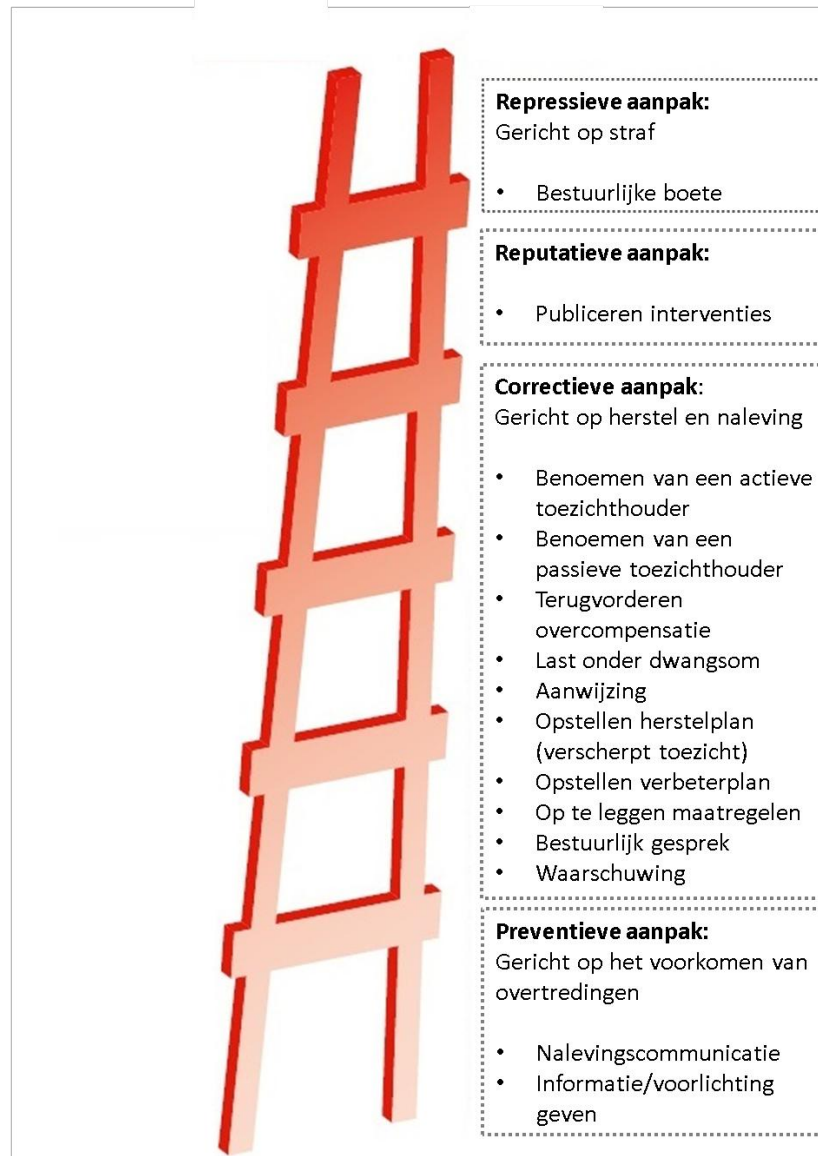 Repressieve aanpak:
Gericht op straf
• Bestuurlijke boete
Reputatieve aanpak:
• Publiceren interventies
Correctieve aanpak:
Gericht op herstel en naleving
• Benoemen van een actieve
toezichthouder
• Benoemen van een
passieve toezichthouder
• Terugvorderen
overcompensatie
• Last onder dwangsom
• Aanwijzing
• Opstellen herstelplan
(verscherpt toezicht)
• Opstellen verbeterplan
• Op te leggen maatregelen
• Bestuurlijk gesprek
• Waarschuwing
Preventieve aanpak:
Gericht op het voorkomen van
overtredingen
• Nalevingscommunicatie
• Informatie/voorlichting
geven